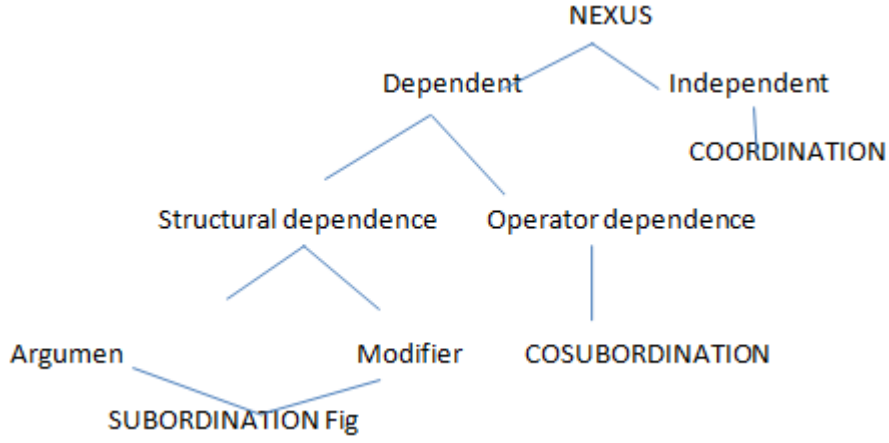 NEXUS
Dependent Independent
COORDINATION
Structural dependence Operator dependence
Argumen Modifier COSUBORDINATION
SUBORDINATION Fig